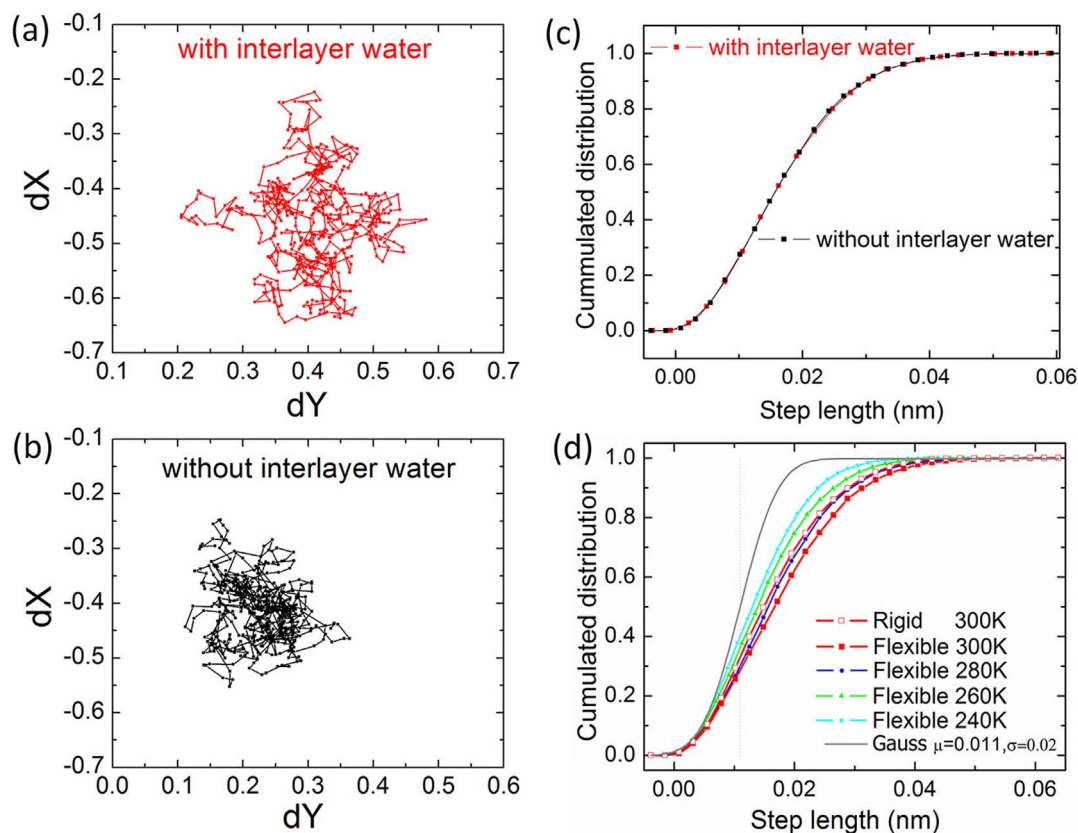 (a)
with interlayer water
-0.1
-0.2
-0.3
-0.4
-0.5
-0.6
-0.7
dX
0.1 0.2 0.3 0.4 0.5 0.6 0.7
dY
(b)
without interlayer water
-0.1
-0.2
-0.3
-0.4
-0.5
-0.6
-0.7
dX
0.0 0.1 0.2 0.3 0.4 0.5 0.6
dY
(c)
with interlayer water
without interlayer water
1.0
0.8
0.6
0.4
0.2
0.0
Cummulated distribution
0.00 0.02 0.04 0.06
Step length (nm)
(d)
1.0
0.8
0.6
0.4
0.2
0.0
Cumulated distribution
Rigid 300K
Flexible 300K
Flexible 280K
Flexible 260K
Flexible 240K
Gauss μ=0.011,σ=0.02
0.00 0.02 0.04 0.06
Step length (nm)